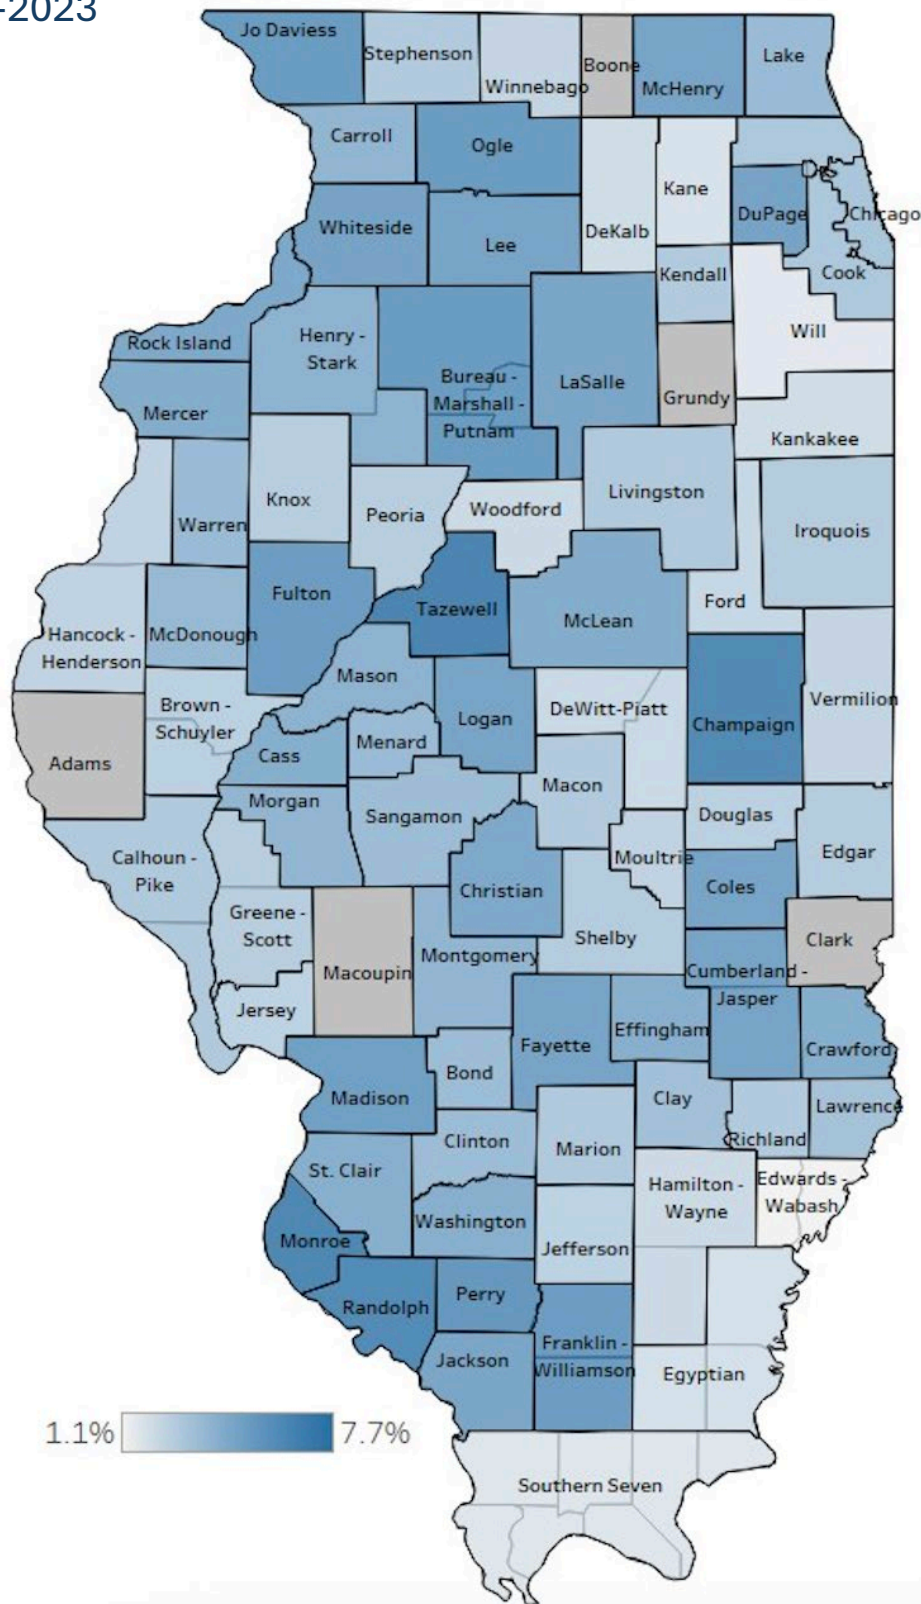 -2023
Jo Daviess
Stephenson
Winnebago
Boone
McHenry
Lake
Carroll
Ogle
DeKalb
Kane
DuPage
Chicago
Cook
Whiteside
Lee
Kendall
Will
Rock Island
Henry -
Stark
Bureau -
Marshall -
Putnam
LaSalle
Grundy
Mercer
Kankakee
Knox
Warren
Peoria
Woodford
Livingston
Iroquois
Fulton
Tazewell
McLean
Ford
Hancock -
Henderson
McDonough
Mason
Logan
DeWitt-Piatt
Champaign
Vermilion
Brown -
Schuyler
Adams
Cass
Menard
Macon
Douglas
Morgan
Sangamon
Moultrie
Edgar
Calhoun -
Pike
Christian
Coles
Greene -
Scott
Macoupin
Montgomery
Shelby
Clark
Cumberland -
Jasper
Jersey
Fayette
Effingham
Crawford
Madison
Bond
Clay
Lawrence
Richland
Clinton
Marion
St. Clair
Hamilton -
Wayne
Edwards -
Wabash
Washington
Monroe
Jefferson
Randolph
Perry
Franklin -
Williamson
Jackson
Egyptian
1.1%
7.7%
Southern Seven